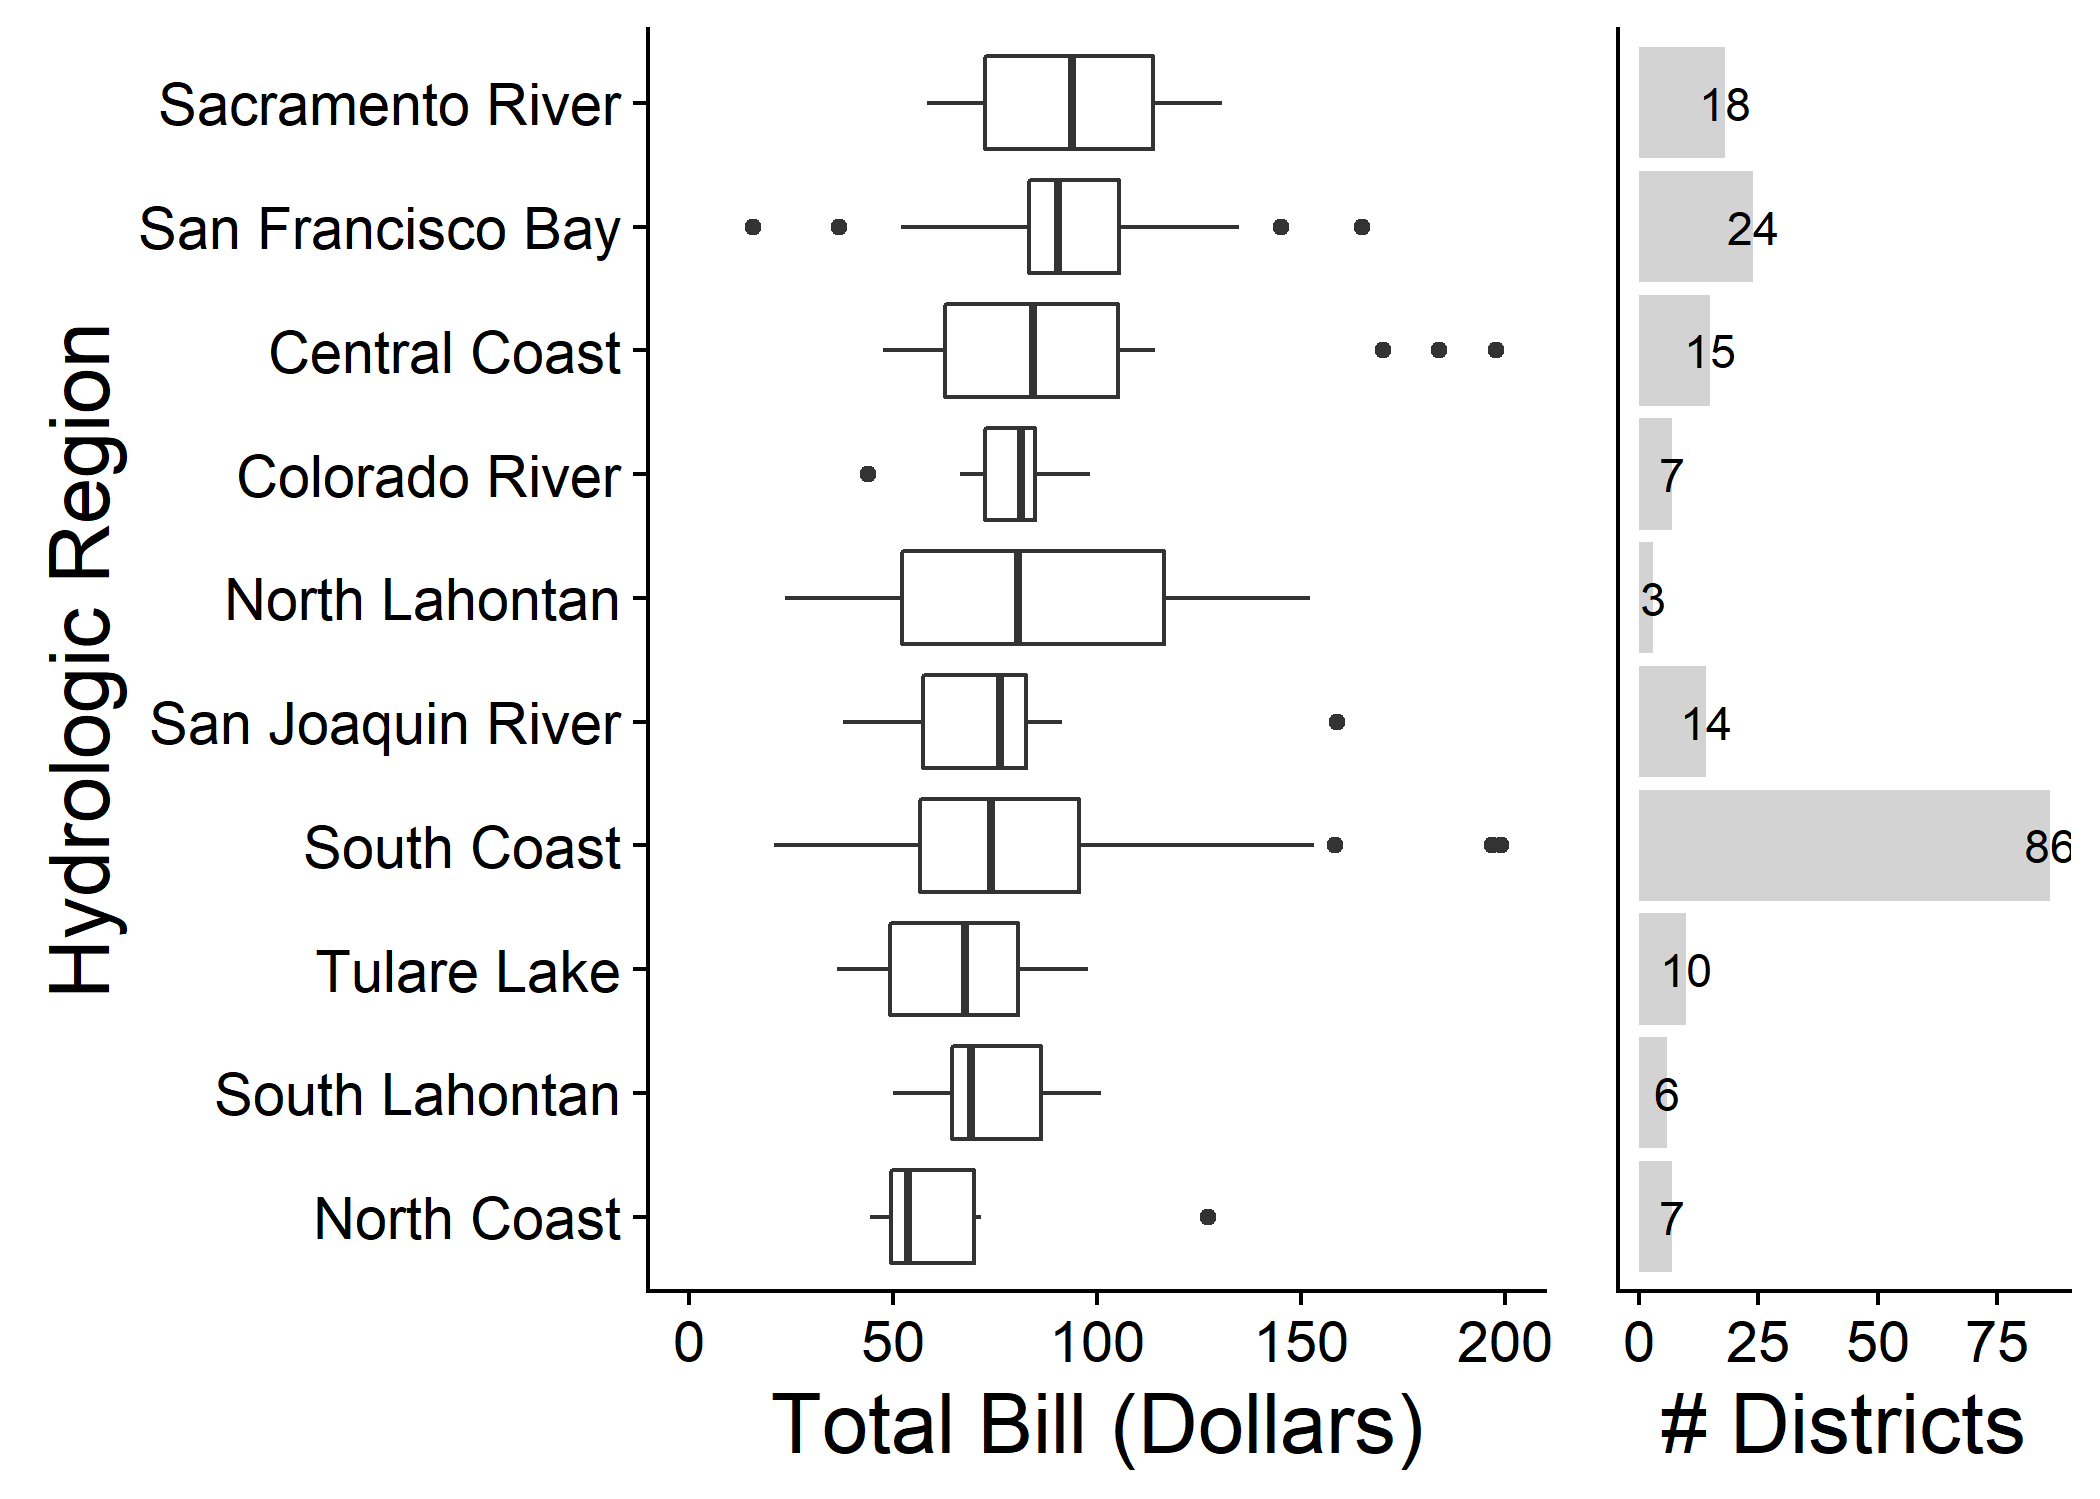 Hydrologic Region
Sacramento River
18
San Francisco Bay
24
Central Coast
15
Colorado River
7
North Lahontan
3
San Joaquin River
14
South Coast
86
Tulare Lake
10
South Lahontan
6
North Coast
7
0 50 100 150 200
0 25 50 75
Total Bill (Dollars)
# Districts